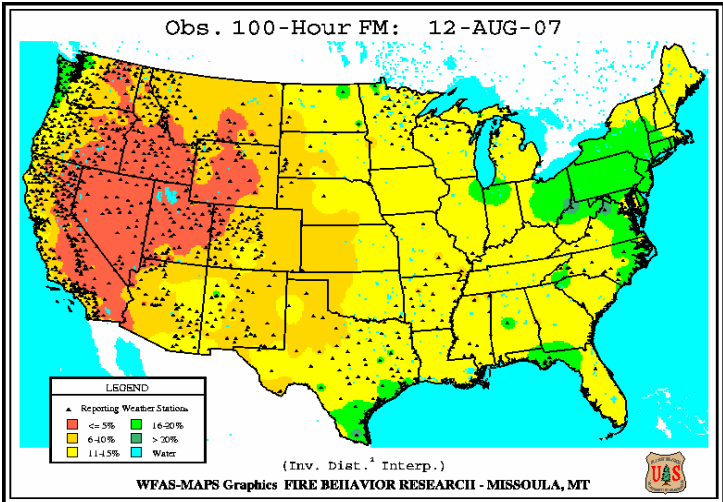 Obs. 100-Hour FM: 12-AUG-07
LEGEND
Reporting Weather Stations
<= 5%
16-20%
6-10%
> 20%
11-15%
Water
(Inv. Dist.² Interp.)
WFAS-MAPS Graphics FIRE BEHAVIOR RESEARCH - MISSOULA, MT
U S